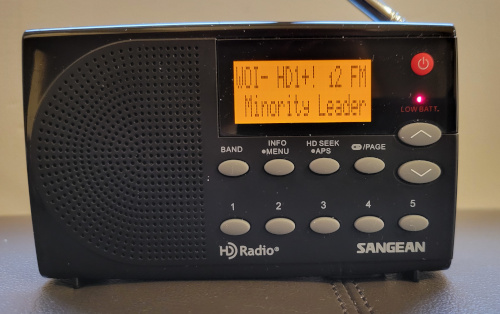 WOI- HD1+! i2 FM
Minority Leader
LOW BATT.
BAND
INFO
•MENU
HD SEEK
•APS
/PAGE
1 2 3 4 5
HD Radio®
SANGEAN